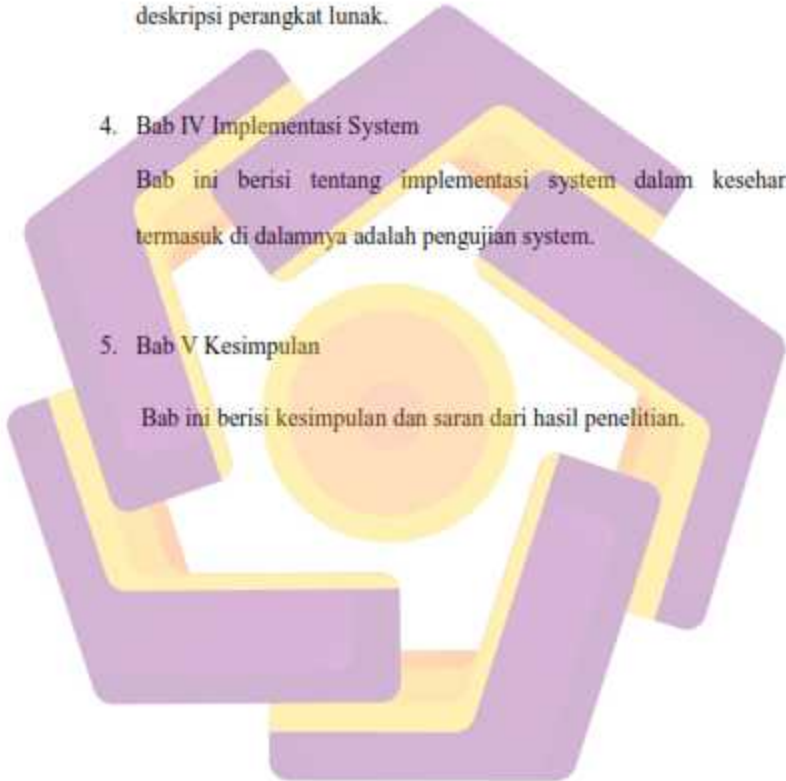 deskripsi perangkat lunak.
4. Bab IV Implementasi System
Bab ini berisi tentang implementasi system dalam kesehar
termasuk di dalamnya adalah pengujian system.
5. Bab V Kesimpulan
Bab ini berisi kesimpulan dan saran dari hasil penelitian.